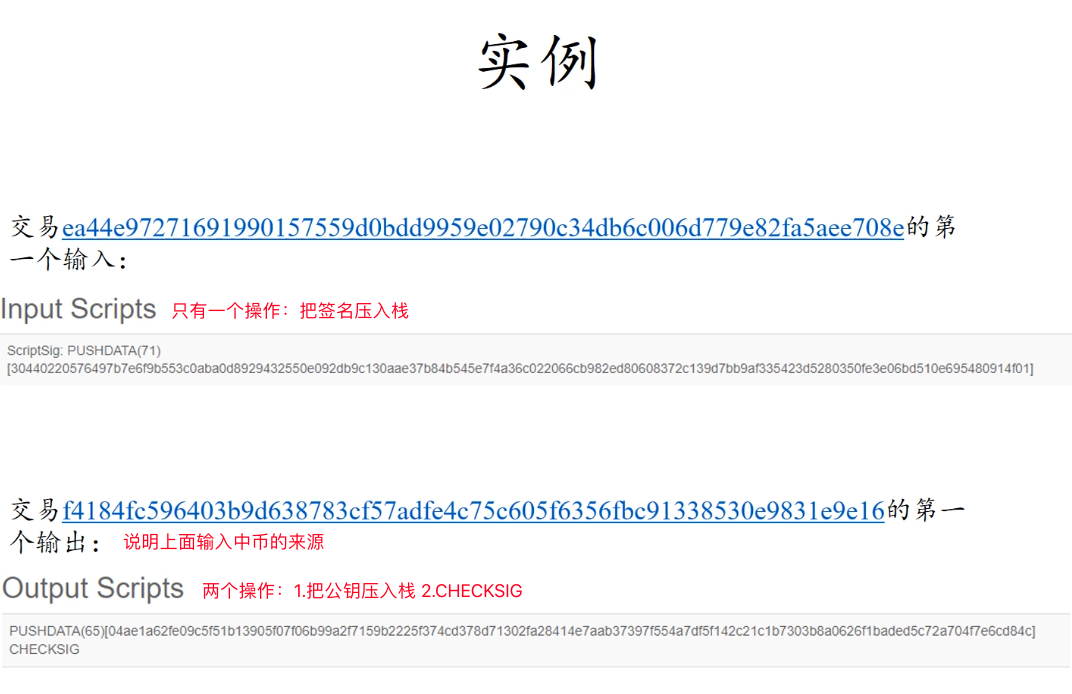 实例
交易ea44e97271691990157559d0bdd9959e02790c34db6c006d779e82fa5aee708e的第
一个输入：
Input Scripts 只有一个操作：把签名压入栈
ScriptSig: PUSHDATA(71)
[30440220576497b7e6f9b553c0aba0d8929432550e092db9c130aae37b84b545e7f4a36c022066cb982ed80608372c139d7bb9af335423d5280350fe3e06bd510e695480914f01]
交易f4184fc596403b9d638783cf57adfe4c75c605f6356fbc91338530e9831e9e16的第一
个输出： 说明上面输入中币的来源
Output Scripts 两个操作：1.把公钥压入栈 2.CHECKSIG
PUSHDATA(65)[04ae1a62fe09c5f51b13905f07f06b99a2f7159b2225f374cd378d71302fa28414e7aab37397f554a7df5f142c21c1b7303b8a0626f1baded5c72a704f7e6cd84c]
CHECKSIG